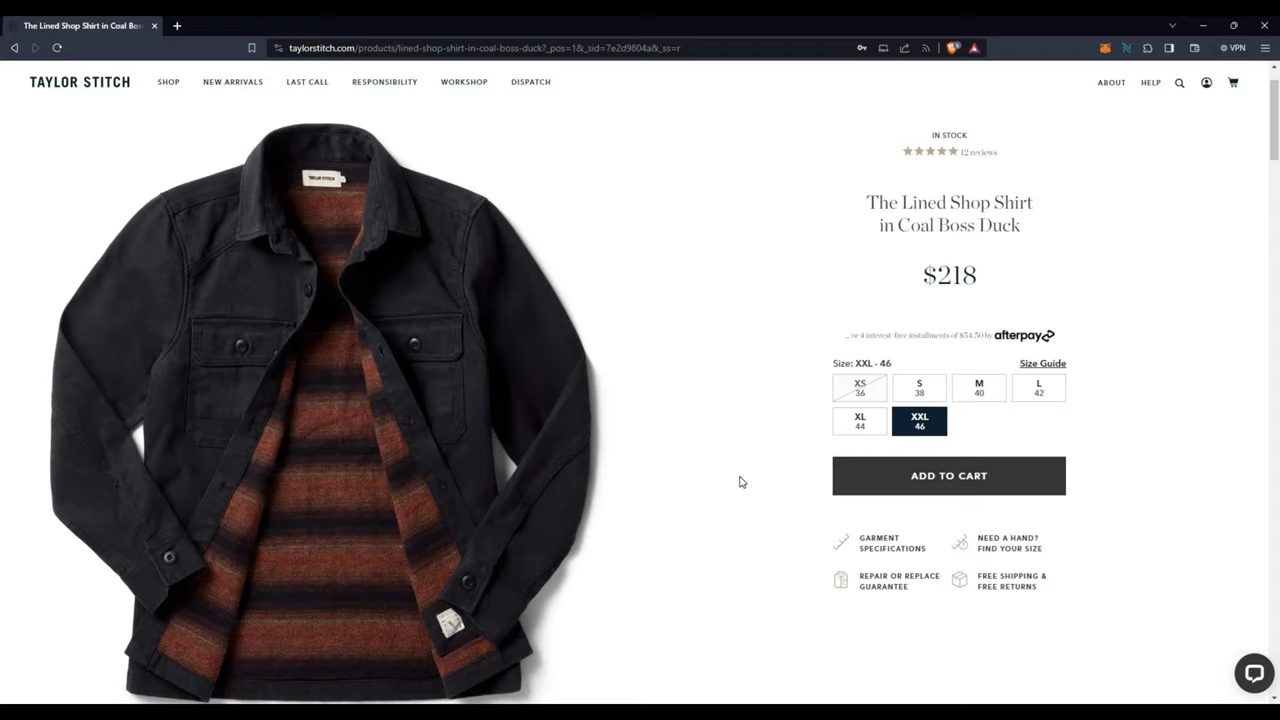 The Lined Shop Shirt in Coal Bos
taylorstitch.com/products/lined-shop-shirt-in-coal-boss-duck?_pos=1&_sid=7e2d9804a&_ss=r
VPN
TAYLOR STITCH
SHOP
NEW ARRIVALS
LAST CALL
RESPONSIBILITY
WORKSHOP
DISPATCH
ABOUT
HELP
TAYLOR STITCH
IN STOCK
12 reviews
The Lined Shop Shirt
in Coal Boss Duck
$218
... or 4 interest-free installments of $54.50 by afterpay
Size: XXL - 46
Size Guide
XS
36
S
38
M
40
L
42
XL
44
XXL
46
ADD TO CART
GARMENT
SPECIFICATIONS
NEED A HAND?
FIND YOUR SIZE
REPAIR OR REPLACE
GUARANTEE
FREE SHIPPING &
FREE RETURNS